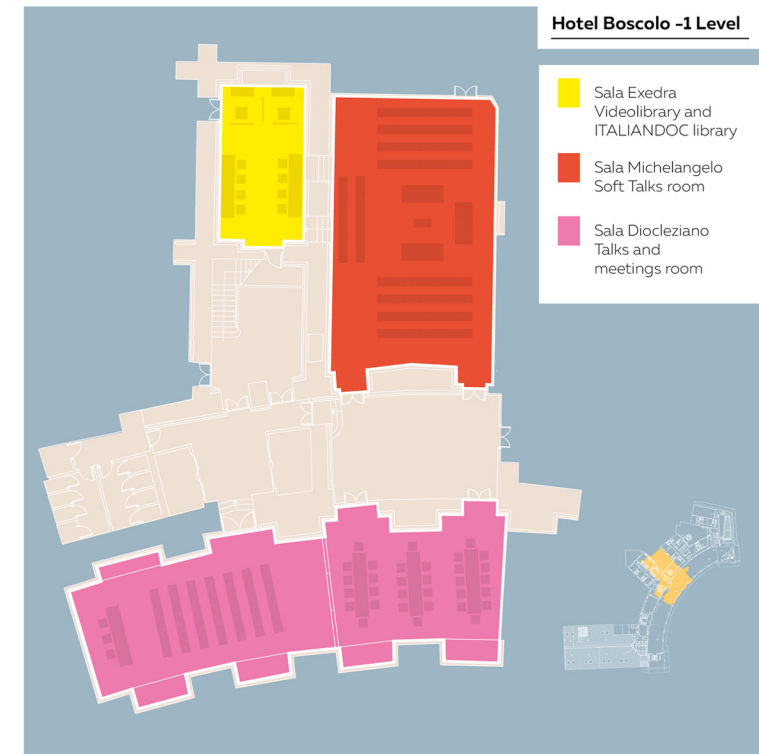 Hotel Boscolo -1 Level
Sala Exedra
Videolibrary and
ITALIANDOC library
Sala Michelangelo
Soft Talks room
Sala Diocleziano
Talks and
meetings room